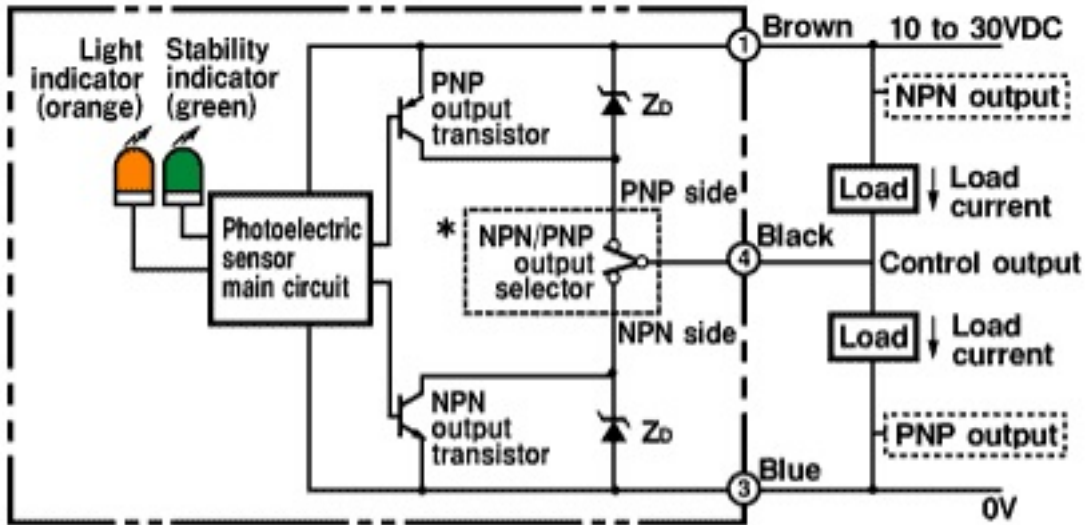 Light
indicator
(orange)
Stability
indicator
(green)
PNP
output
transistor
ZD
1
Brown
10 to 30VDC
NPN output
Load
Load
current
PNP side
*
NPN/PNP
output
selector
4
Black
Control output
Photoelectric
sensor
main circuit
NPN side
Load
Load
current
NPN
output
transistor
ZD
PNP output
3
Blue
0V